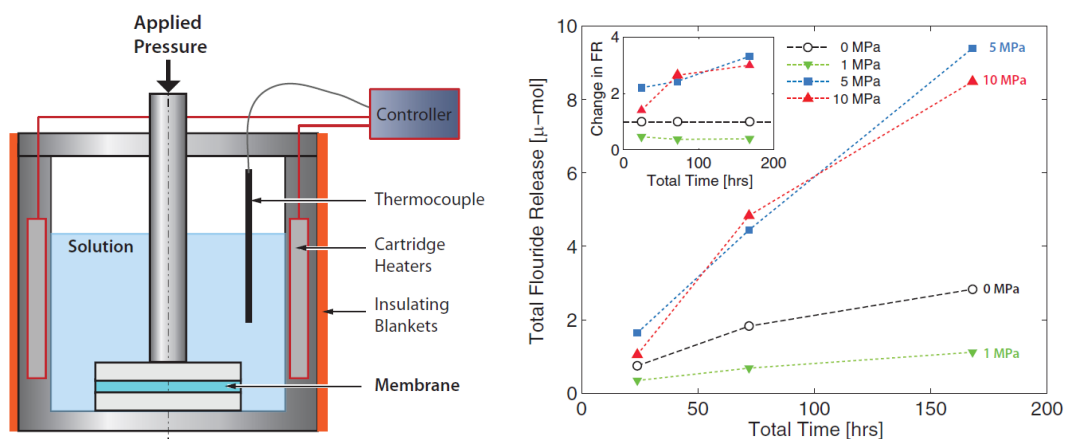 Applied
Pressure
Controller
Thermocouple
Solution
Cartridge
Heaters
Insulating
Blankets
Membrane
10
8
6
4
2
0
Total Flouride Release [μ−mol]
0
50
100
150
200
Total Time [hrs]
4
2
0
Change in FR
0
100
200
Total Time [hrs]
0 MPa
1 MPa
5 MPa
10 MPa
5 MPa
10 MPa
0 MPa
1 MPa